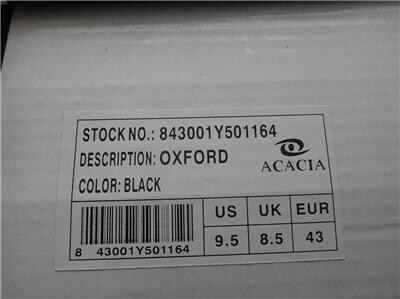 STOCK NO.: 843001Y501164
DESCRIPTION: OXFORD
ACACIA
COLOR: BLACK
US UK EUR
8 43001Y501164
9.5 8.5 43